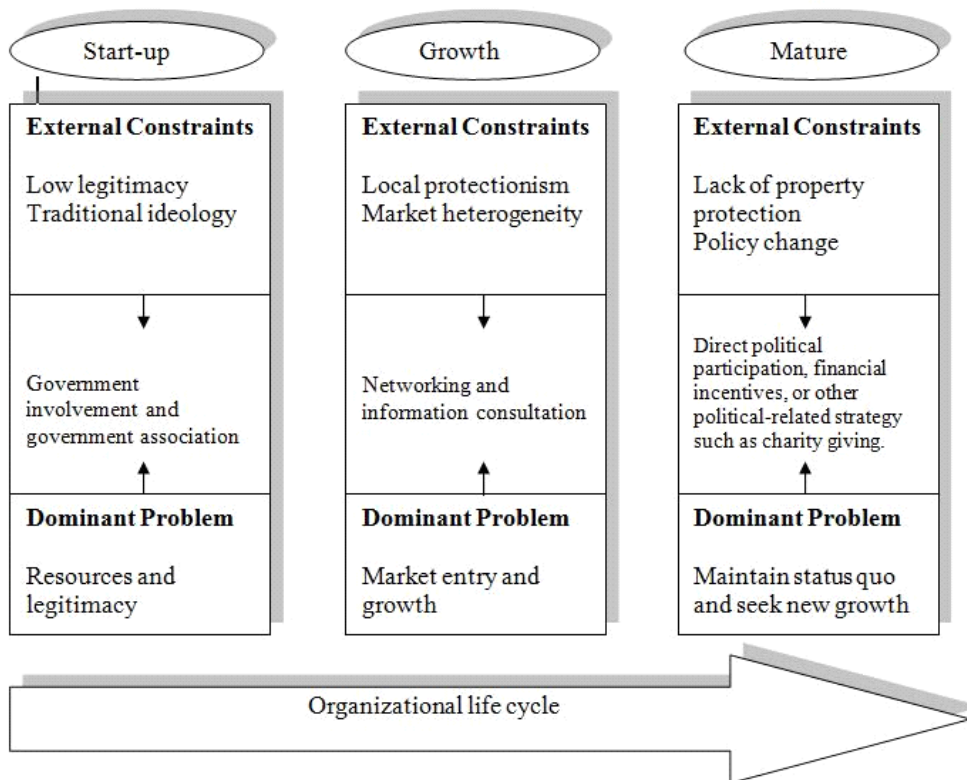 Start-up
Growth
Mature
External Constraints
Low legitimacy
Traditional ideology
Government
involvement and
government association
Dominant Problem
Resources and
legitimacy
External Constraints
Local protectionism
Market heterogeneity
Networking and
information consultation
Dominant Problem
Market entry and
growth
External Constraints
Lack of property
protection
Policy change
Direct political
participation, financial
incentives, or other
political-related strategy
such as charity giving.
Dominant Problem
Maintain status quo
and seek new growth
Organizational life cycle